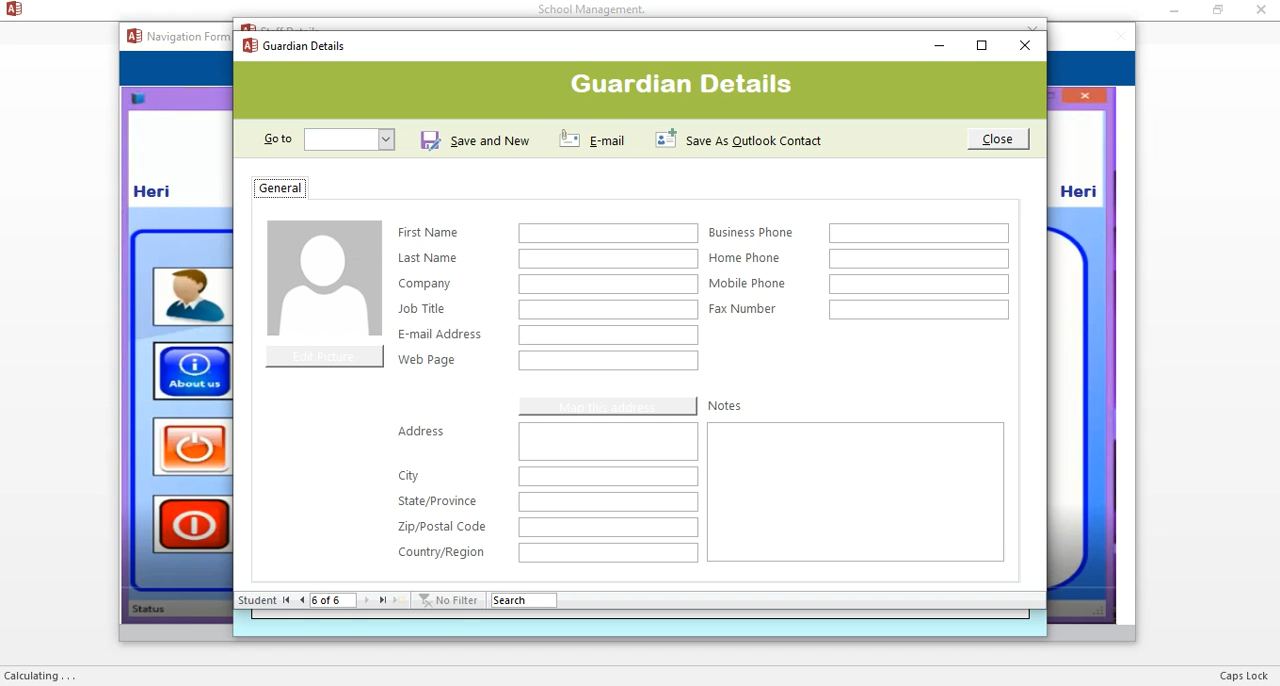 School Management.
Navigation Form
Staff Details
Guardian Details
Guardian Details
Go to
Save and New
E-mail
Save As Outlook Contact
Close
Heri
Heri
General
First Name
Business Phone
Last Name
Home Phone
Company
Mobile Phone
Job Title
Fax Number
E-mail Address
Edit Picture
Web Page
About us
Map this address
Notes
Address
City
State/Province
Zip/Postal Code
Country/Region
Student 6 of 6 No Filter Search
Status
Calculating . . .
Caps Lock